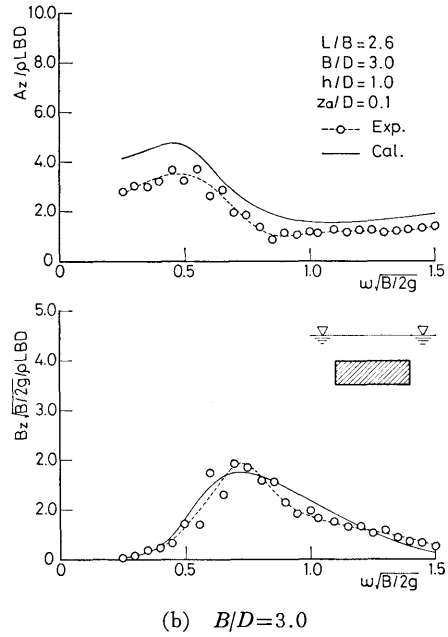 Az/ρLBD
10
8.0
6.0
4.0
2.0
0
L/B=2.6
B/D=3.0
h/D=1.0
za/D=0.1
--o-- Exp.
— Cal.
0
0.5
1.0
1.5
ω√B/2g
Bz√B/2g/ρLBD
5.0
4.0
3.0
2.0
2.0
0
0
0.5
1.0
1.5
ω√B/2g
(b) B/D=3.0